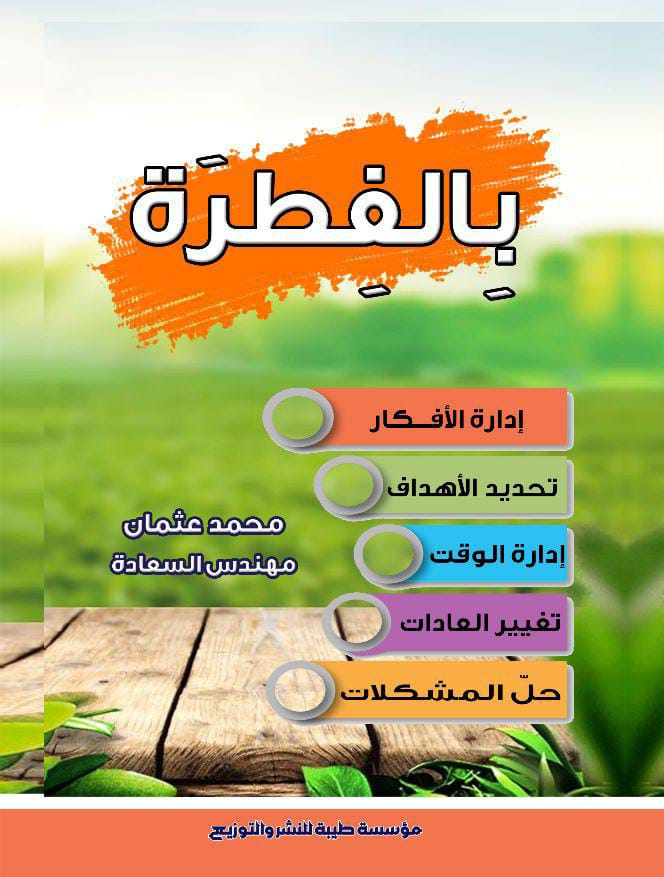 بِالفِطرَة
إدارة الأفـكار
تحديد الأهداف
إدارة الوقت
تغيير العادات
حلّ المشكلات
محمد عثمان
مهندس السعادة
مؤسسة طيبة للنشر والتوزيع